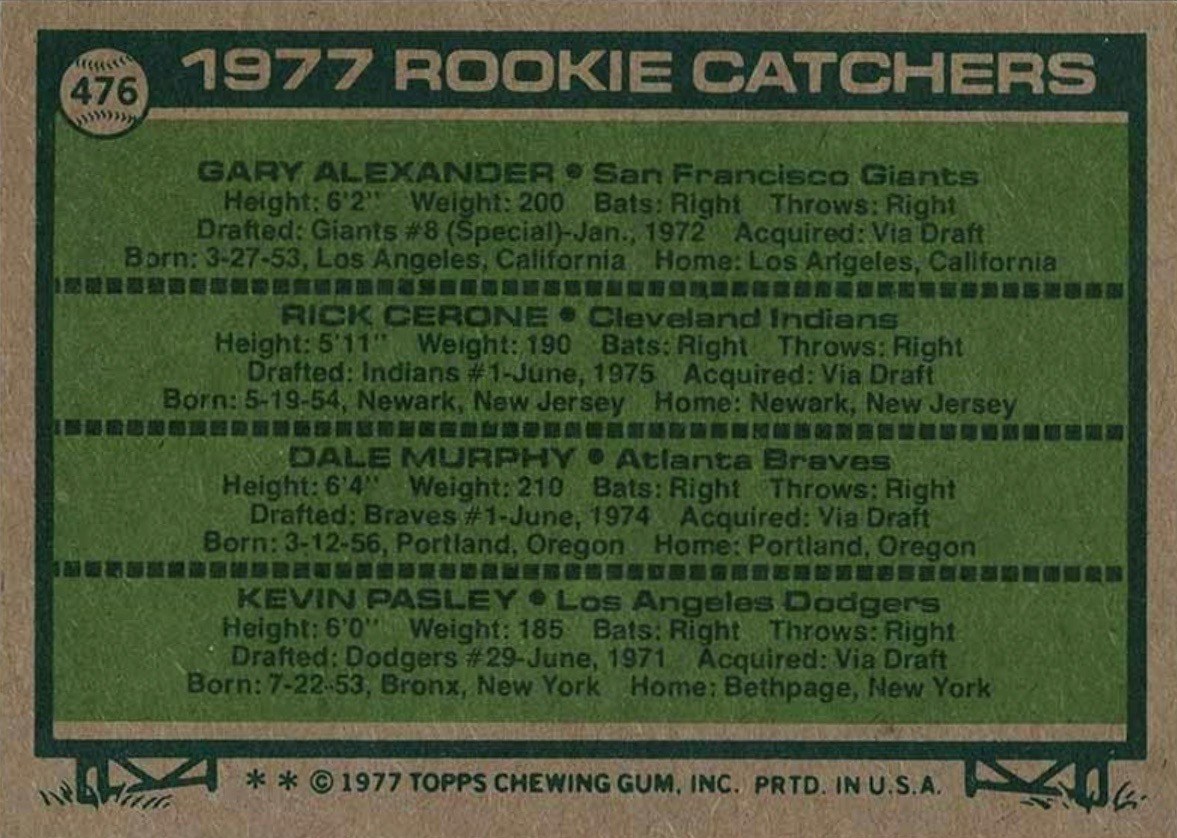 476
1977 ROOKIE CATCHERS
GARY ALEXANDER • San Francisco Giants
Height: 6'2" Weight: 200 Bats: Right Throws: Right
Drafted: Giants #8 (Special)-Jan., 1972 Acquired: Via Draft
Born: 3-27-53, Los Angeles, California Home: Los Angeles, California
RICK CERONE • Cleveland Indians
Height: 5'11" Weight: 190 Bats: Right Throws: Right
Drafted: Indians #1-June, 1975 Acquired: Via Draft
Born: 5-19-54, Newark, New Jersey Home: Newark, New Jersey
DALE MURPHY • Atlanta Braves
Height: 6'4" Weight: 210 Bats: Right Throws: Right
Drafted: Braves #1-June, 1974 Acquired: Via Draft
Born: 3-12-56, Portland, Oregon Home: Portland, Oregon
KEVIN PASLEY • Los Angeles Dodgers
Height: 6'0" Weight: 185 Bats: Right Throws: Right
Drafted: Dodgers #29-June, 1971 Acquired: Via Draft
Born: 7-22-53, Bronx, New York Home: Bethpage, New York
* * © 1977 TOPPS CHEWING GUM, INC. PRTD. IN U.S.A.